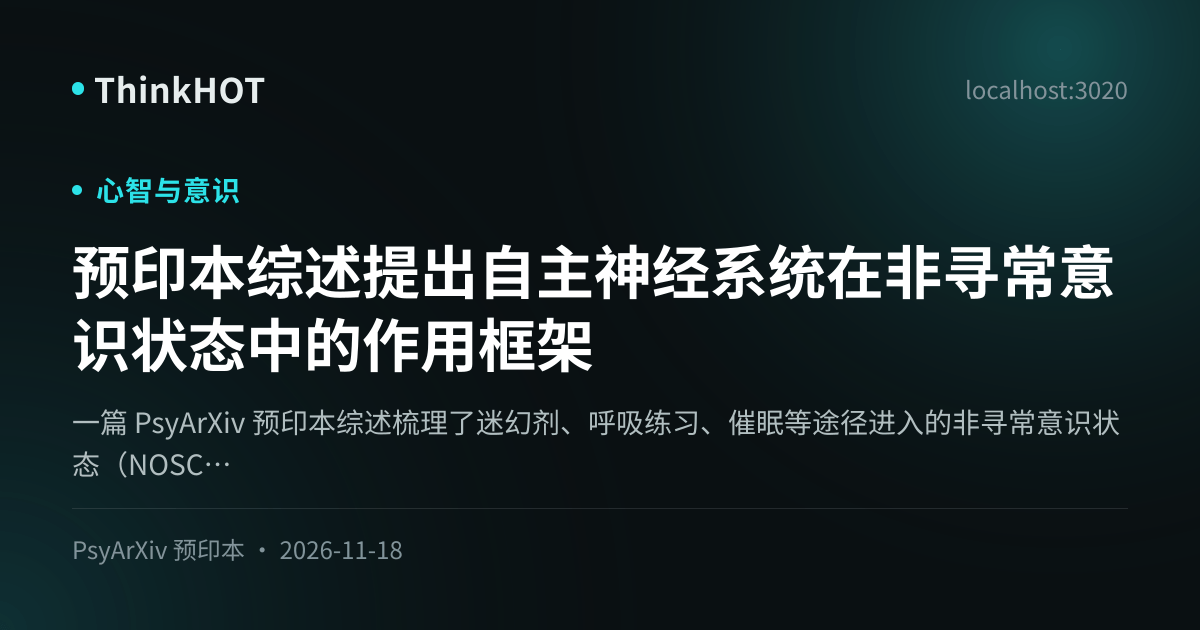 ThinkHOT
localhost:3020
心智与意识
预印本综述提出自主神经系统在非寻常意
识状态中的作用框架
一篇 PsyArXiv 预印本综述梳理了迷幻剂、呼吸练习、催眠等途径进入的非寻常意识状
态（NOSC…
PsyArXiv 预印本 · 2026-11-18